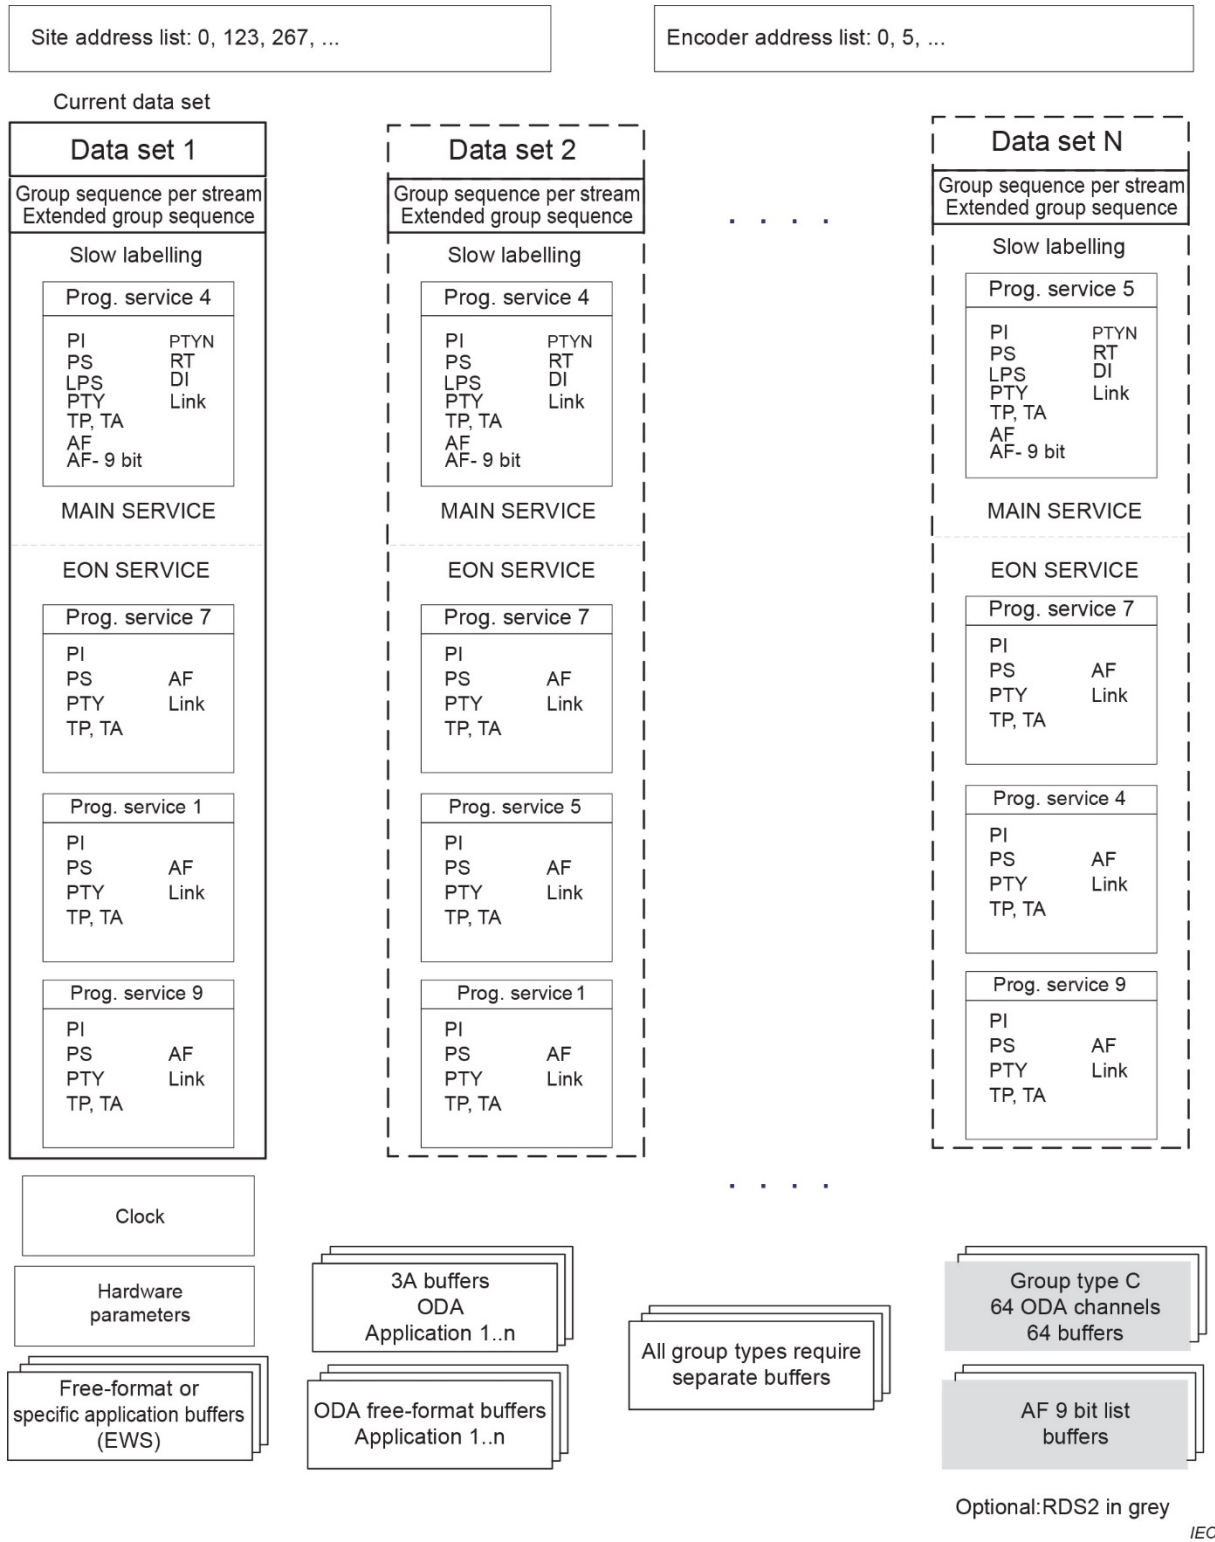 Site address list: 0, 123, 267, ...
Encoder address list: 0, 5, ...
Current data set
Data set 1
Group sequence per stream
Extended group sequence
Slow labelling
Prog. service 4
PI PTYN
PS RT
LPS DI
PTY Link
TP, TA
AF
AF- 9 bit
MAIN SERVICE
EON SERVICE
Prog. service 7
PI
PS AF
PTY Link
TP, TA
Prog. service 1
PI
PS AF
PTY Link
TP, TA
Prog. service 9
PI
PS AF
PTY Link
TP, TA
Data set 2
Group sequence per stream
Extended group sequence
Slow labelling
Prog. service 4
PI PTYN
PS RT
LPS DI
PTY Link
TP, TA
AF
AF- 9 bit
MAIN SERVICE
EON SERVICE
Prog. service 7
PI
PS AF
PTY Link
TP, TA
Prog. service 5
PI
PS AF
PTY Link
TP, TA
Prog. service 1
PI
PS AF
PTY Link
TP, TA
. . . .
Data set N
Group sequence per stream
Extended group sequence
Slow labelling
Prog. service 5
PI PTYN
PS RT
LPS DI
PTY Link
TP, TA
AF
AF- 9 bit
MAIN SERVICE
EON SERVICE
Prog. service 7
PI
PS AF
PTY Link
TP, TA
Prog. service 4
PI
PS AF
PTY Link
TP, TA
Prog. service 9
PI
PS AF
PTY Link
TP, TA
. . . .
Clock
Hardware
parameters
Free-format or
specific application buffers
(EWS)
3A buffers
ODA
Application 1..n
ODA free-format buffers
Application 1..n
All group types require
separate buffers
Group type C
64 ODA channels
64 buffers
AF 9 bit list
buffers
Optional:RDS2 in grey
IEC